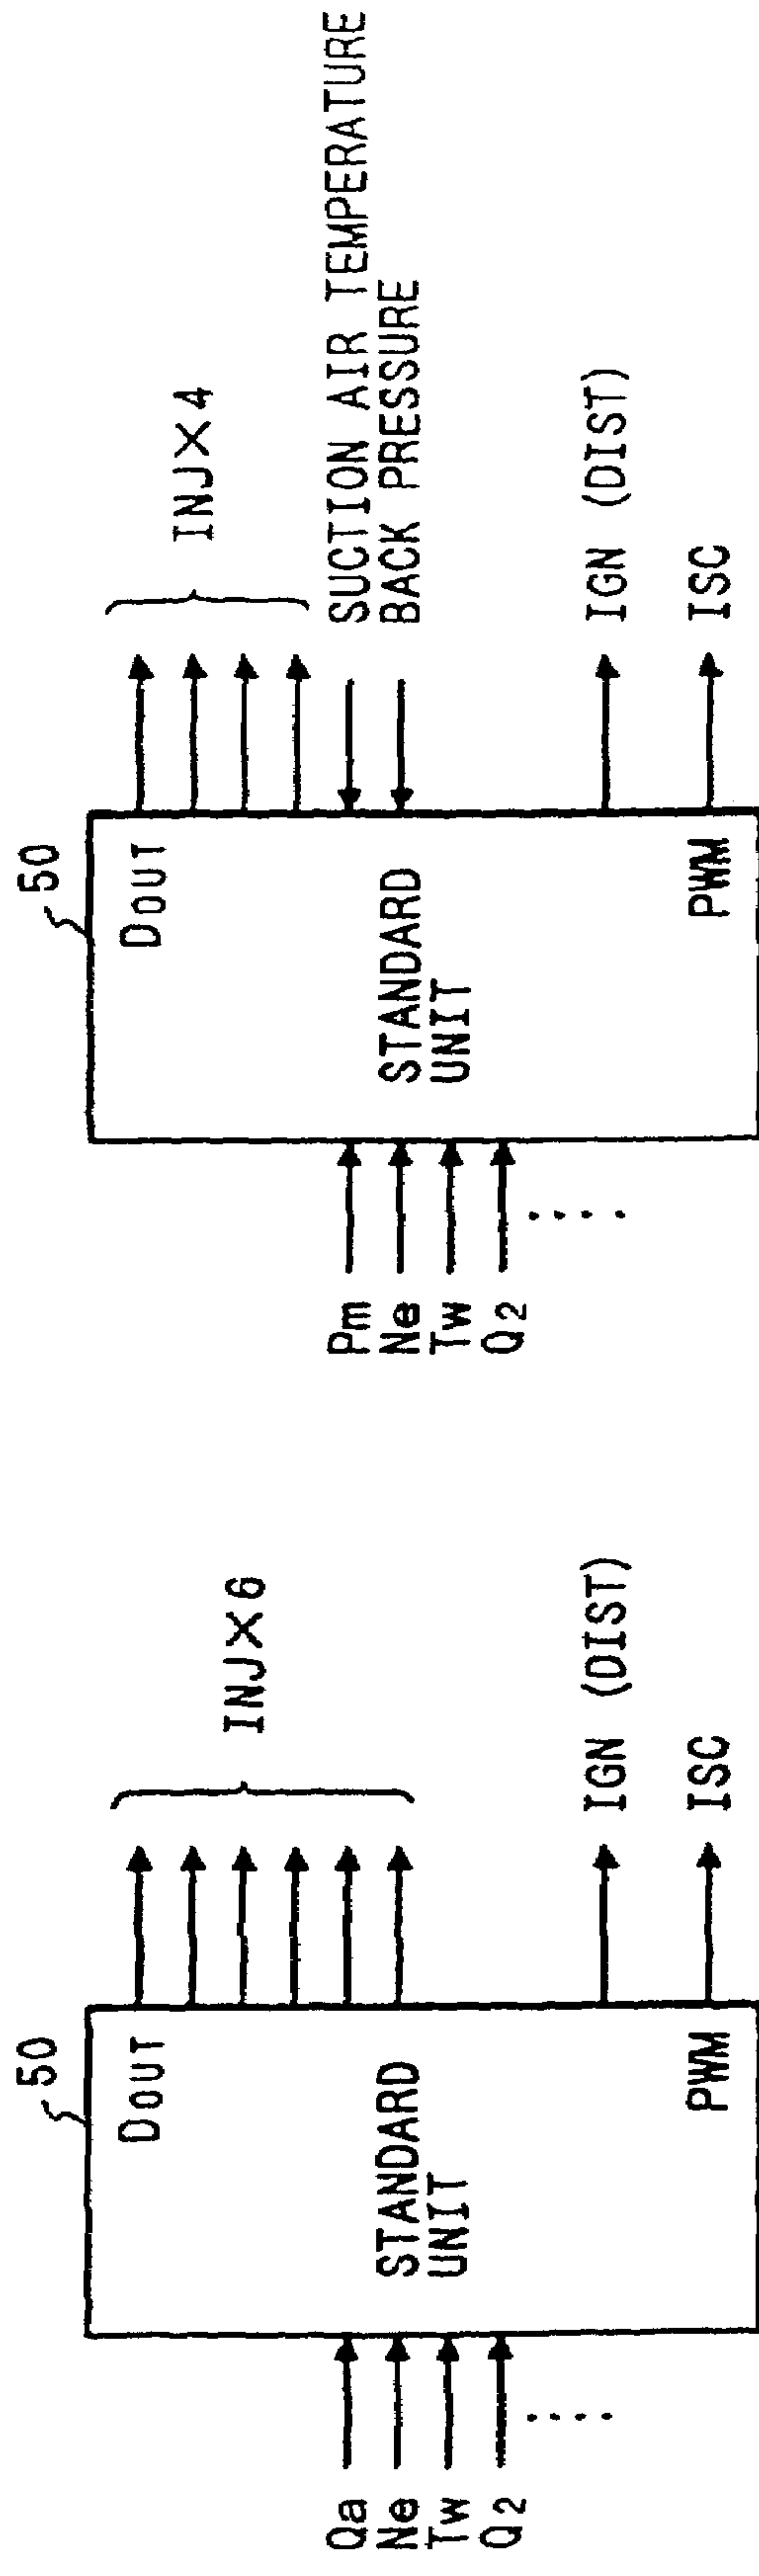 50
DOUT
INJ×6
Qa
Ne
Tw
Q2
STANDARD
UNIT
IGN (DIST)
PWM
ISC
50
DOUT
INJ×4
SUCTION AIR TEMPERATURE
BACK PRESSURE
Pm
Ne
Tw
Q2
STANDARD
UNIT
IGN (DIST)
PWM
ISC